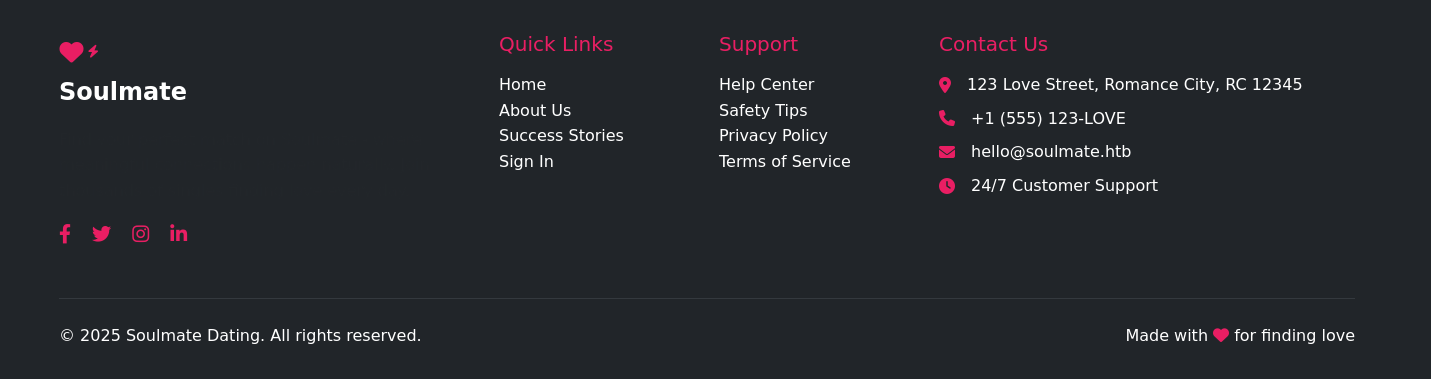 Soulmate
Quick Links
Home
About Us
Success Stories
Sign In
Support
Help Center
Safety Tips
Privacy Policy
Terms of Service
Contact Us
123 Love Street, Romance City, RC 12345
+1 (555) 123-LOVE
hello@soulmate.htb
24/7 Customer Support
© 2025 Soulmate Dating. All rights reserved.
Made with ❤ for finding love